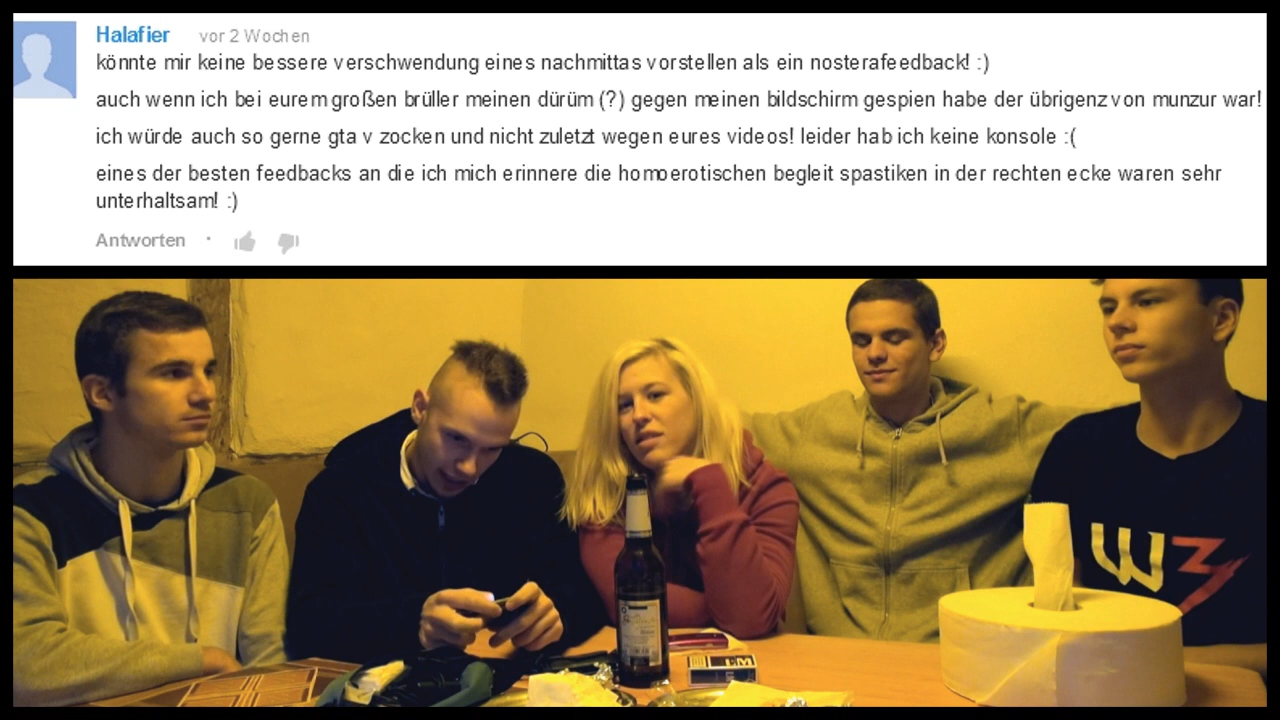 Halafier vor 2 Wochen
könnte mir keine bessere verschwendung eines nachmittas vorstellen als ein nosterafeedback! :)
auch wenn ich bei eurem großen brüller meinen dürüm (?) gegen meinen bildschirm gespien habe der übrigenz von munzur war!
ich würde auch so gerne gta v zocken und nicht zuletzt wegen eures videos! leider hab ich keine konsole :(
eines der besten feedbacks an die ich mich erinnere die homoerotischen begleit spastiken in der rechten ecke waren sehr
unterhaltsam! :)
Antworten ·
W3
L&M